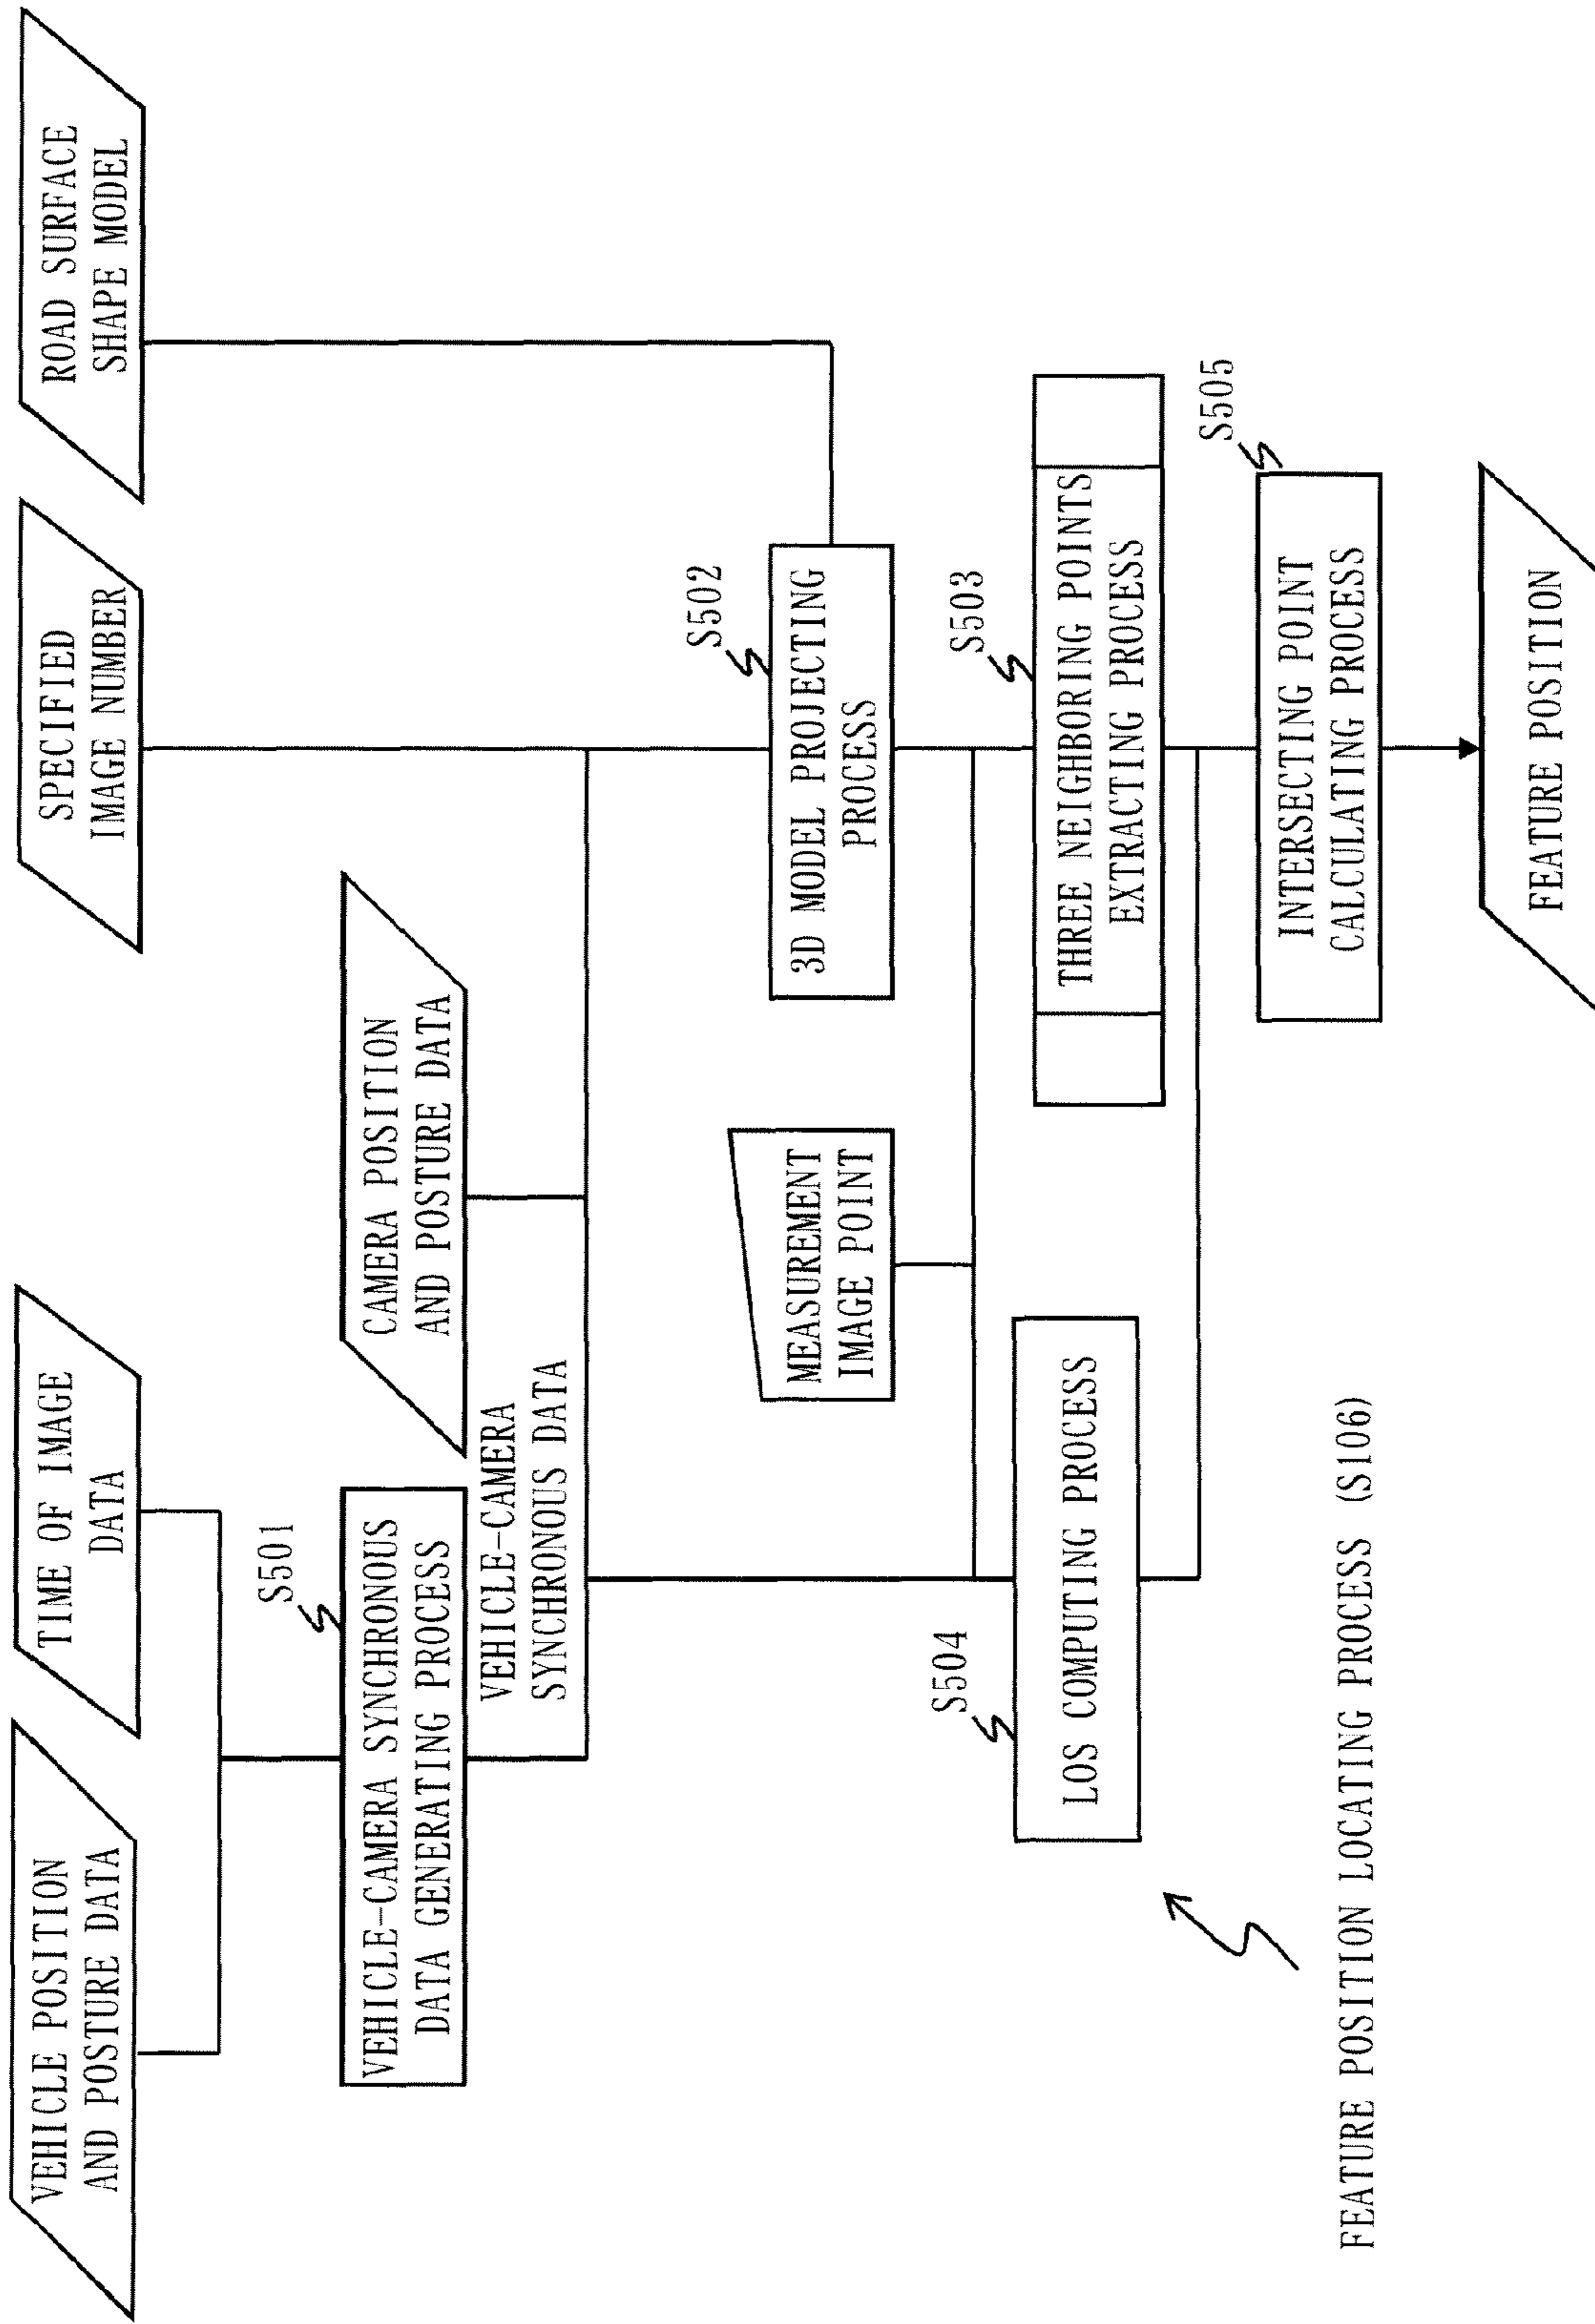 VEHICLE POSITION
AND POSTURE DATA
TIME OF IMAGE
DATA
SPECIFIED
IMAGE NUMBER
ROAD SURFACE
SHAPE MODEL
S501
VEHICLE-CAMERA SYNCHRONOUS
DATA GENERATING PROCESS
CAMERA POSITION
AND POSTURE DATA
VEHICLE-CAMERA
SYNCHRONOUS DATA
S502
3D MODEL PROJECTING
PROCESS
MEASUREMENT
IMAGE POINT
S503
THREE NEIGHBORING POINTS
EXTRACTING PROCESS
S504
LOS COMPUTING PROCESS
S505
INTERSECTING POINT
CALCULATING PROCESS
FEATURE POSITION
FEATURE POSITION LOCATING PROCESS (S106)